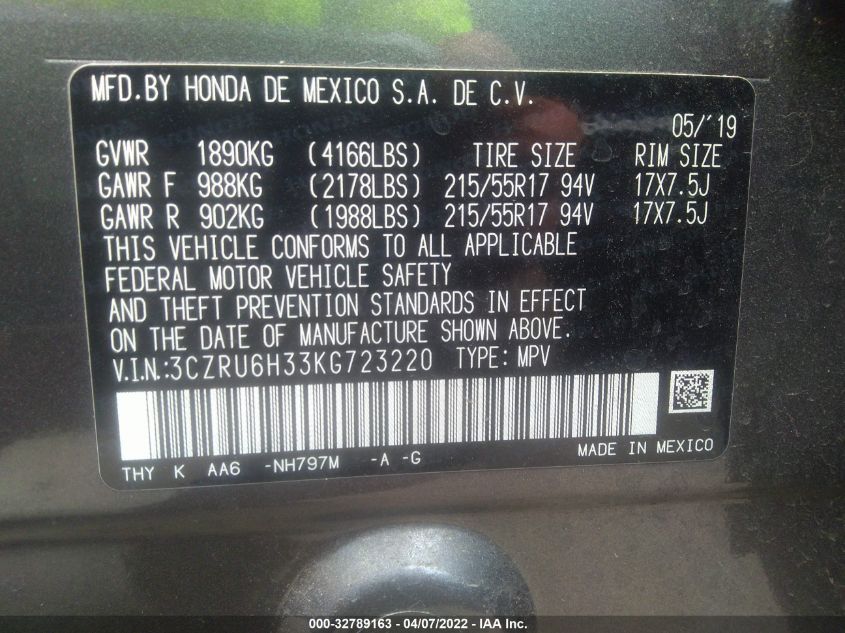 MFD.BY HONDA DE MEXICO S.A. DE C.V.
05/'19
GVWR 1890KG (4166LBS) TIRE SIZE RIM SIZE
GAWR F 988KG (2178LBS) 215/55R17 94V 17X7.5J
GAWR R 902KG (1988LBS) 215/55R17 94V 17X7.5J
THIS VEHICLE CONFORMS TO ALL APPLICABLE
FEDERAL MOTOR VEHICLE SAFETY
AND THEFT PREVENTION STANDARDS IN EFFECT
ON THE DATE OF MANUFACTURE SHOWN ABOVE.
V.I.N.:3CZRU6H33KG723220 TYPE: MPV
THY K AA6 -NH797M -A -G MADE IN MEXICO
000-32789163 - 04/07/2022 - IAA Inc.